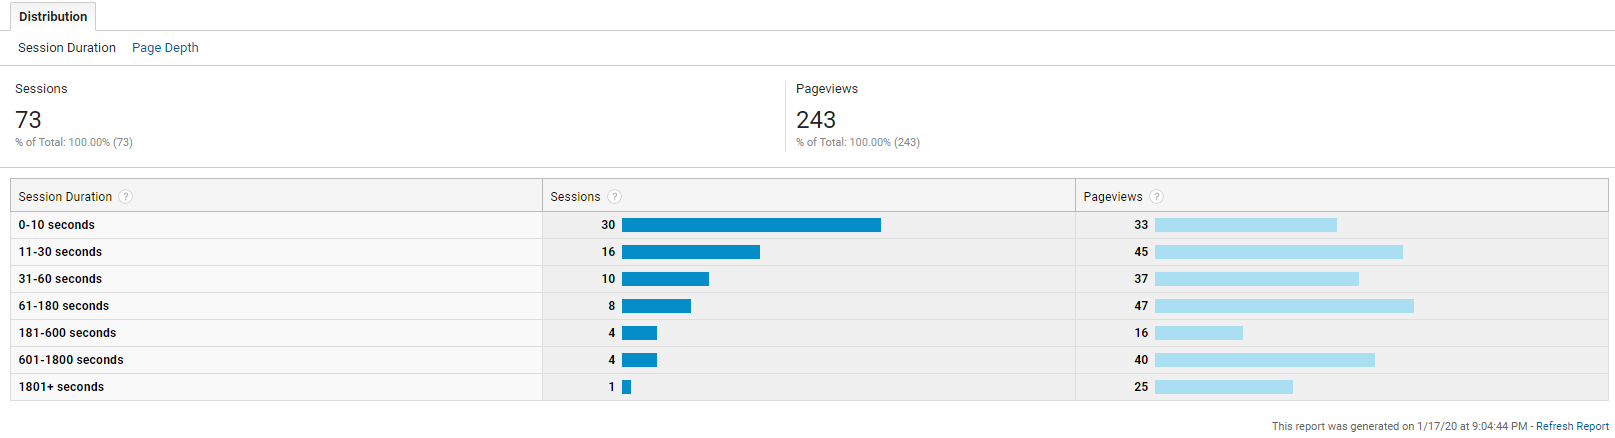 Distribution
Session Duration Page Depth
Sessions Pageviews
73 243
% of Total: 100.00% (73) % of Total: 100.00% (243)
Session Duration ? Sessions ? Pageviews ?
0-10 seconds 30 33
11-30 seconds 16 45
31-60 seconds 10 37
61-180 seconds 8 47
181-600 seconds 4 16
601-1800 seconds 4 40
1801+ seconds 1 25
This report was generated on 1/17/20 at 9:04:44 PM - Refresh Report